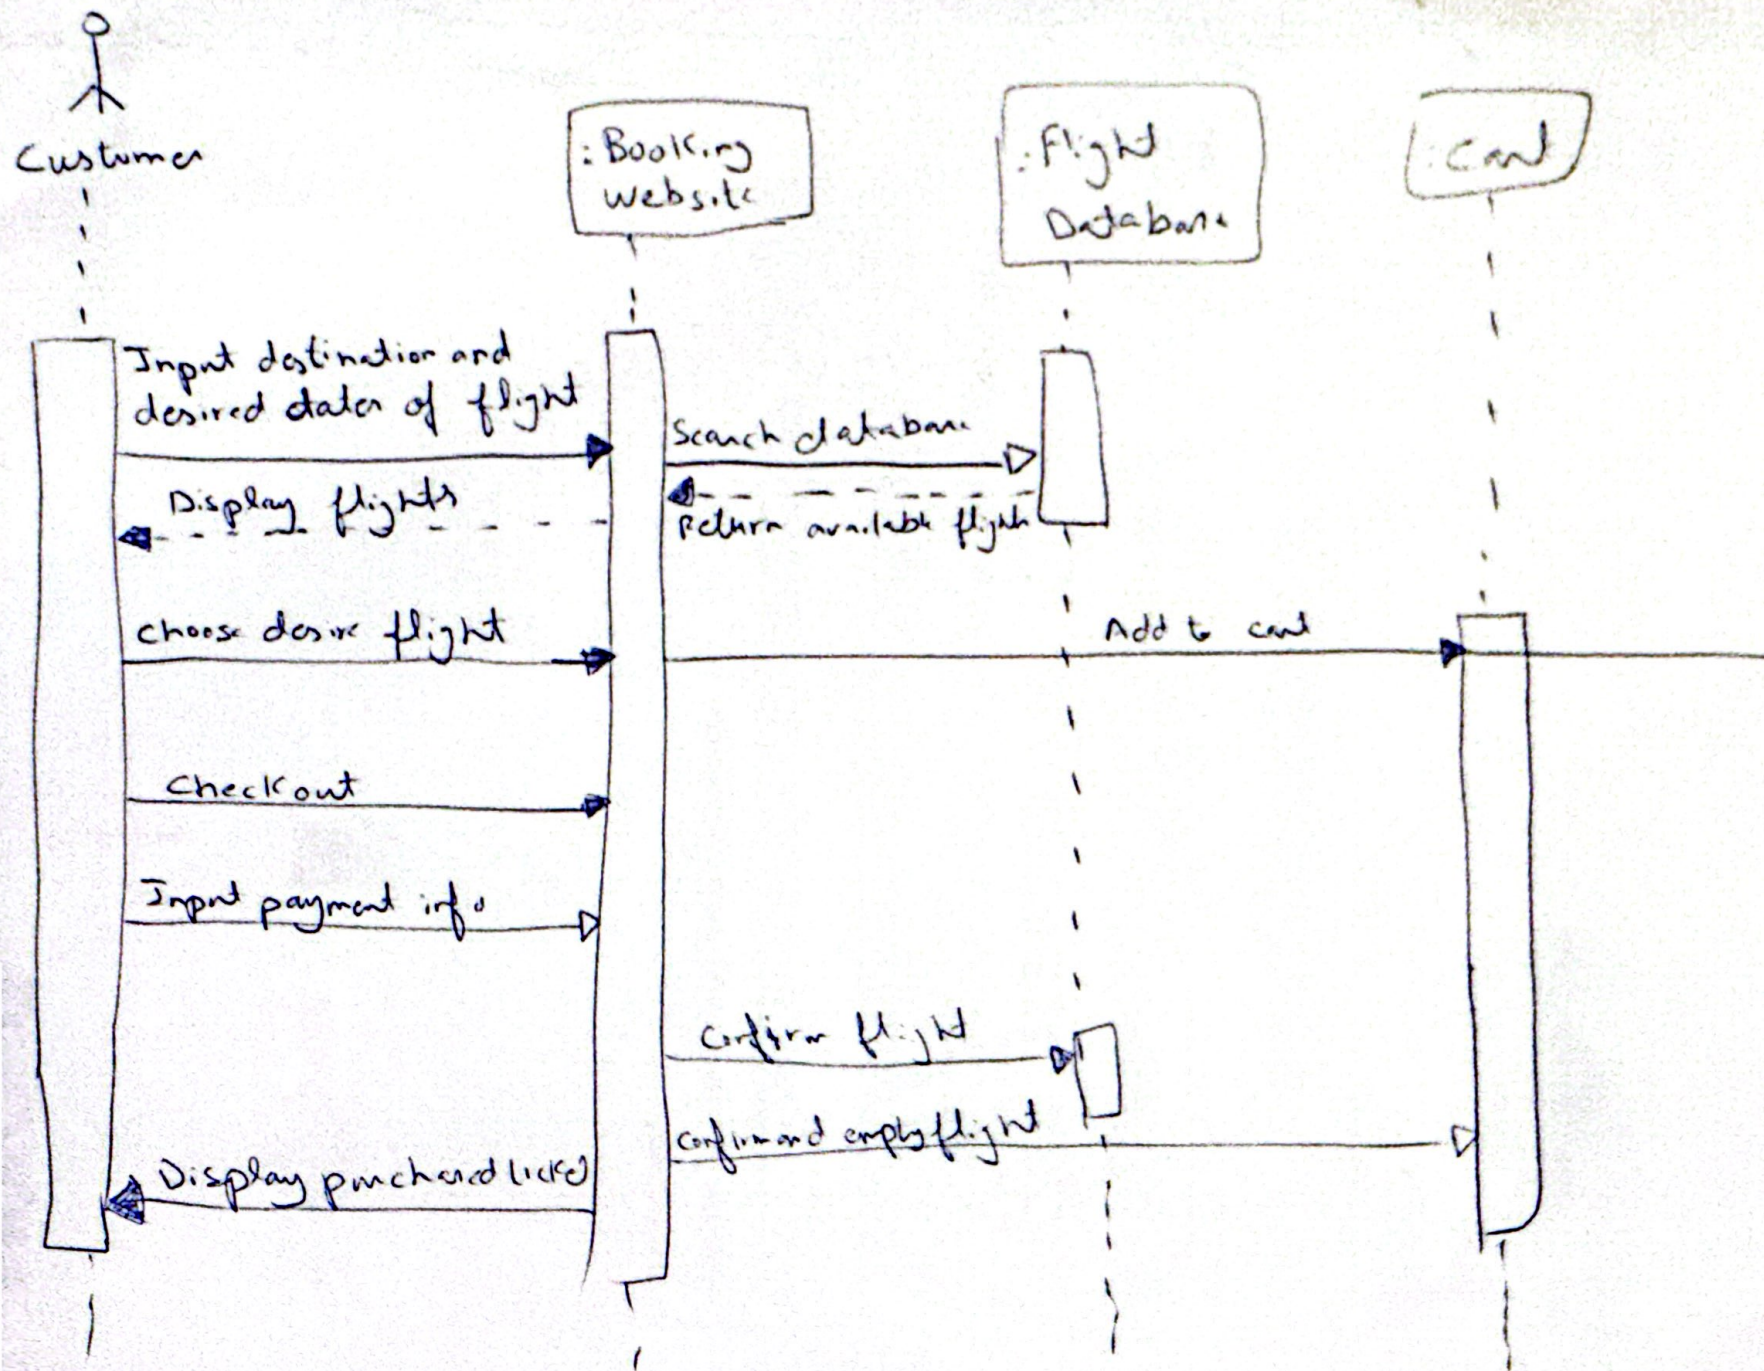 Customer
:Booking
Website
:Flight
Database
:Cart
Input destination and
desired dates of flight
Search database
Display flights
Return available flights
Choose desire flight
Add to cart
Checkout
Input payment info
Confirm flight
Confirm and empty flight
Display purchased ticket